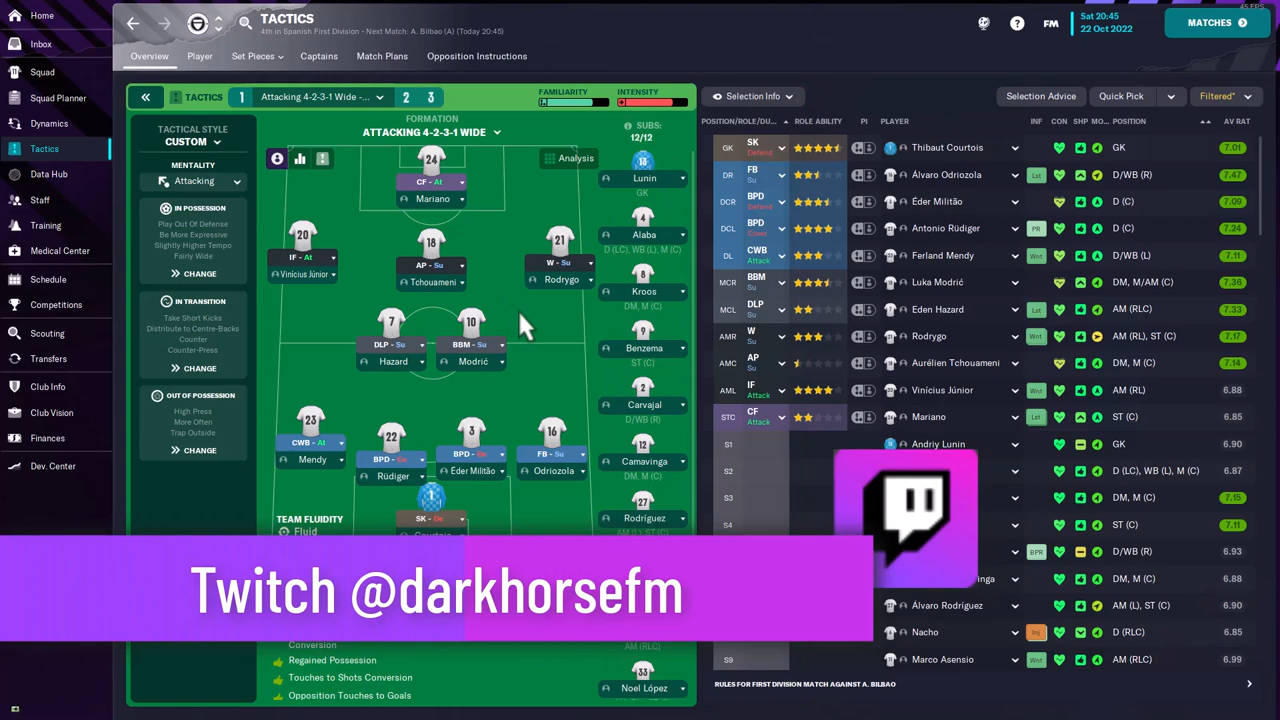 Home
Inbox
Squad
Squad Planner
Dynamics
Tactics
Data Hub
Staff
Training
Medical Center
Schedule
Competitions
Scouting
Transfers
Club Info
Club Vision
Finances
Dev. Center
TACTICS
4th in Spanish First Division - Next Match: A. Bilbao (A) (Today 20:45)
45 FPS
FM
Sat 20:45
22 Oct 2022
MATCHES
Overview
Player
Set Pieces
Captains
Match Plans
Opposition Instructions
TACTICS
1
Attacking 4-2-3-1 Wide -...
2
3
FAMILIARITY
INTENSITY
TACTICAL STYLE
CUSTOM
MENTALITY
Attacking
IN POSSESSION
Play Out Of Defense
Be More Expressive
Slightly Higher Tempo
Fairly Wide
CHANGE
IN TRANSITION
Take Short Kicks
Distribute to Centre-Backs
Counter
Counter-Press
CHANGE
OUT OF POSSESSION
High Press
More Often
Trap Outside
CHANGE
FORMATION
ATTACKING 4-2-3-1 WIDE
Analysis
24
CF - At
Mariano
20
IF - At
Vinícius Júnior
18
AP - Su
Tchouameni
21
W - Su
Rodrygo
7
DLP - Su
Hazard
10
BBM - Su
Modrić
23
CWB - At
Mendy
22
BPD - Co
Rüdiger
3
BPD - De
Éder Militão
16
FB - Su
Odriozola
1
SK - De
TEAM FLUIDITY
Fluid
Conversion
Regained Possession
Touches to Shots Conversion
Opposition Touches to Goals
SUBS:
12/12
13
Lunin
GK
4
Alaba
D (LC), WB (L), M (C)
8
Kroos
DM, M (C)
9
Benzema
ST (C)
2
Carvajal
D/WB (R)
12
Camavinga
DM, M (C)
27
Rodríguez
AM (L), ST (C)
AM (RLC)
33
Noel López
Selection Info
Selection Advice
Quick Pick
Filtered*
POSITION/ROLE/DU...
ROLE ABILITY
PI
PLAYER
INF
CON
SHP
MO...
POSITION
AV RAT
GK SK Defend Thibaut Courtois GK 7.01
DR FB Su Álvaro Odriozola Lst D/WB (R) 7.47
DCR BPD Defend Éder Militão D (C) 7.09
DCL BPD Cover Antonio Rüdiger PR D (C) 7.24
DL CWB Attack Ferland Mendy Wnt D/WB (L) 7.11
MCR BBM Su Luka Modrić DM, M/AM (C) 7.36
MCL DLP Su Eden Hazard Lst AM (RLC) 7.33
AMR W Su Rodrygo Wnt AM (RL), ST (C) 7.27
AMC AP Su Aurélien Tchouameni DM, M (C) 7.14
AML IF Attack Vinícius Júnior Wnt AM (RL) 6.88
STC CF Attack Mariano Lst ST (C) 6.85
S1 Andriy Lunin GK 6.90
S2 D (LC), WB (L), M (C) 6.87
S3 DM, M (C) 7.15
S4 ST (C) 7.11
BPR D/WB (R) 6.93
DM, M (C) 6.88
Álvaro Rodríguez AM (L), ST (C) 6.90
Nacho Inj D (RLC) 6.85
S9 Marco Asensio Wnt AM (RLC) 6.99
RULES FOR FIRST DIVISION MATCH AGAINST A. BILBAO
Twitch @darkhorsefm